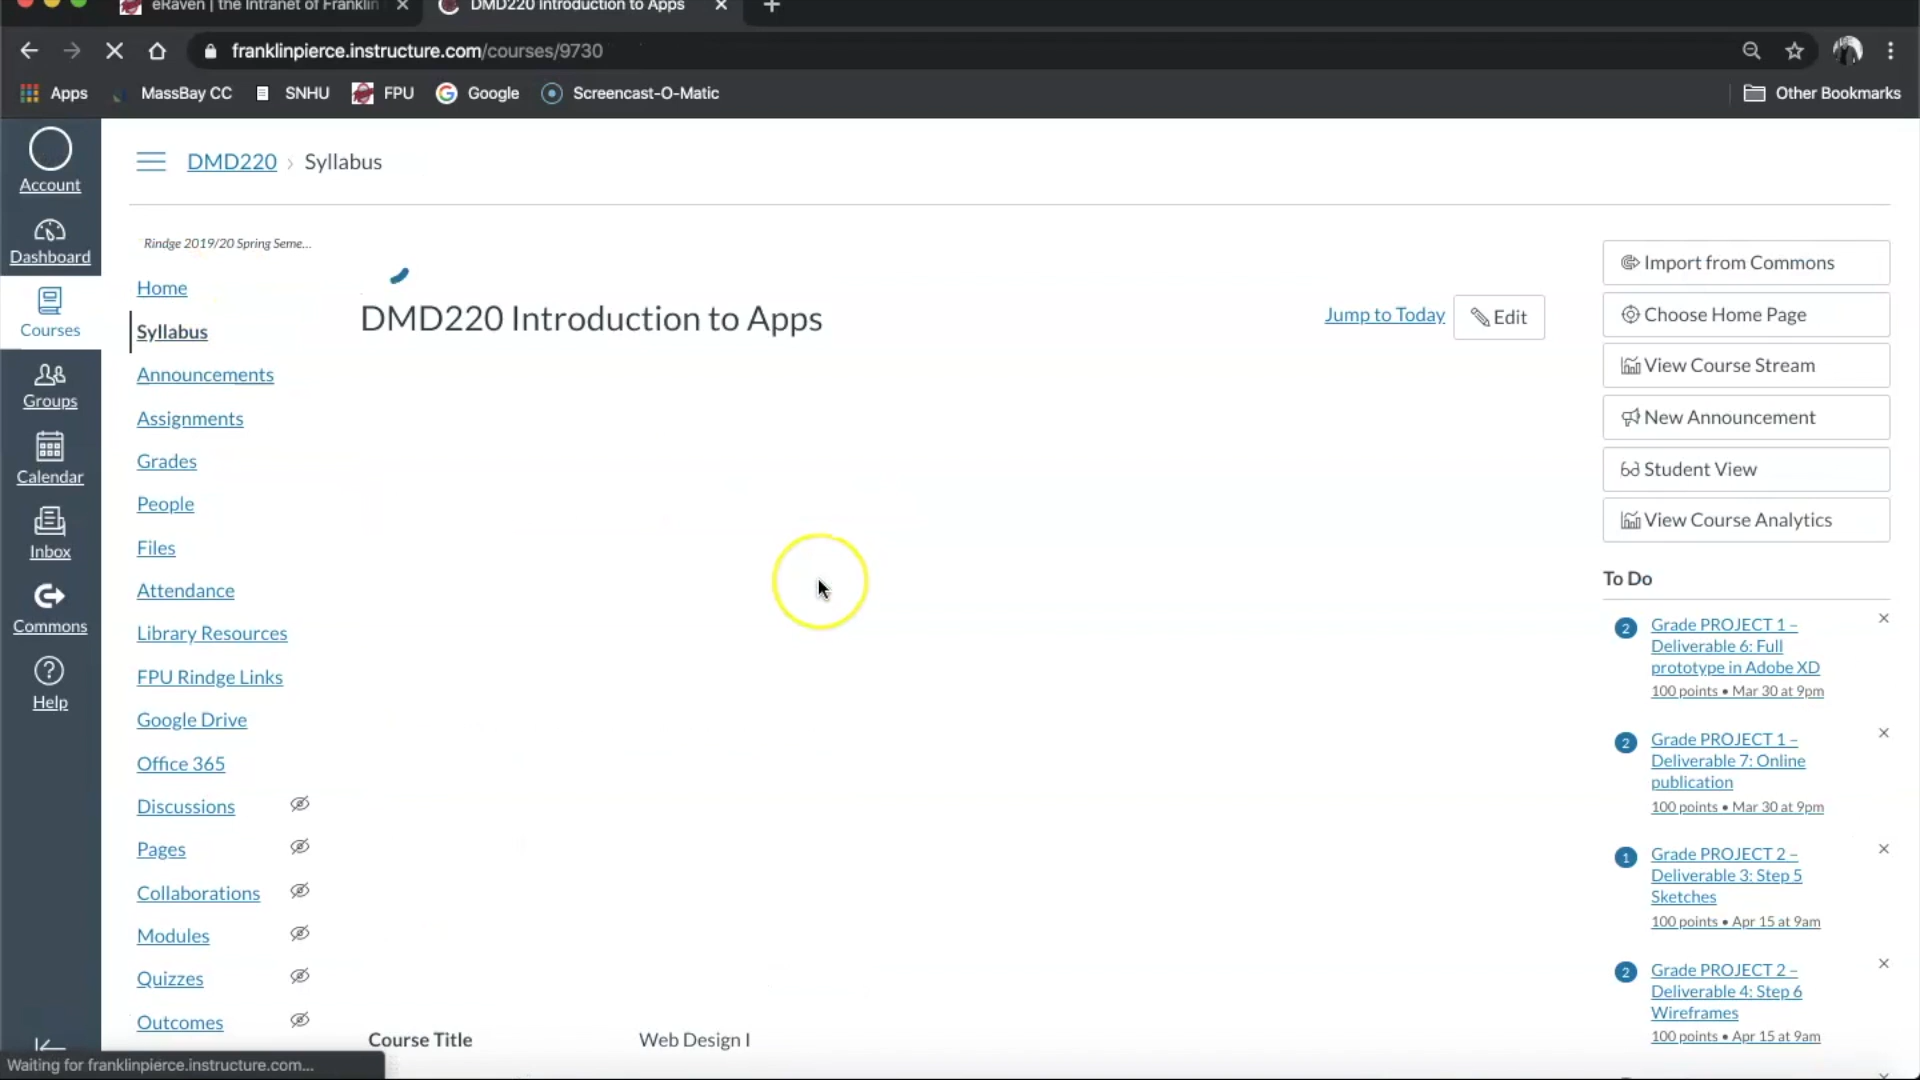 eRaven | the Intranet of Franklin
DMD220 Introduction to Apps
franklinpierce.instructure.com/courses/9730
Apps
MassBay CC
SNHU
FPU
Google
Screencast-O-Matic
Other Bookmarks
Account
Dashboard
Courses
Groups
Calendar
Inbox
Commons
Help
DMD220 › Syllabus
Rindge 2019/20 Spring Seme...
Home
Syllabus
Announcements
Assignments
Grades
People
Files
Attendance
Library Resources
FPU Rindge Links
Google Drive
Office 365
Discussions
Pages
Collaborations
Modules
Quizzes
Outcomes
DMD220 Introduction to Apps
Jump to Today
Edit
Course Title
Web Design I
Import from Commons
Choose Home Page
View Course Stream
New Announcement
Student View
View Course Analytics
To Do
2
Grade PROJECT 1 –
Deliverable 6: Full
prototype in Adobe XD
100 points • Mar 30 at 9pm
2
Grade PROJECT 1 –
Deliverable 7: Online
publication
100 points • Mar 30 at 9pm
1
Grade PROJECT 2 –
Deliverable 3: Step 5
Sketches
100 points • Apr 15 at 9am
2
Grade PROJECT 2 –
Deliverable 4: Step 6
Wireframes
100 points • Apr 15 at 9am
Waiting for franklinpierce.instructure.com...